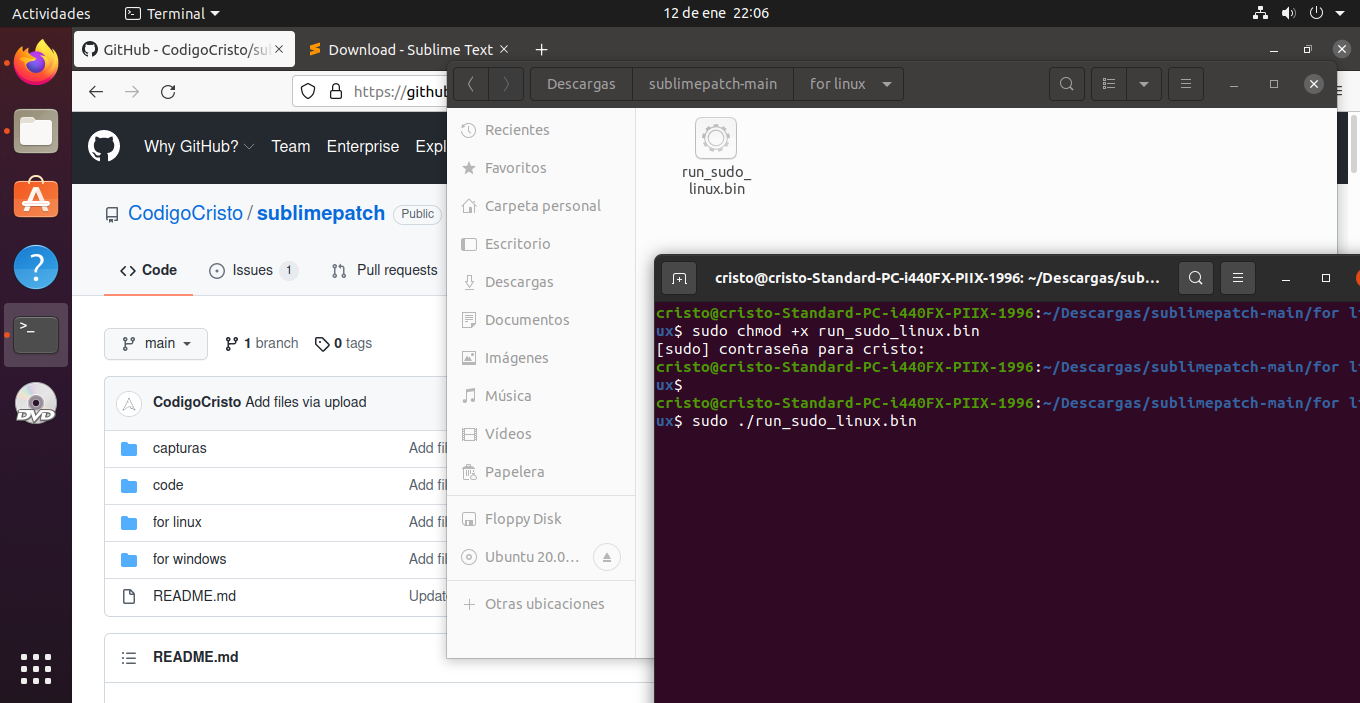 Actividades
Terminal
12 de ene 22:06
GitHub - CodigoCristo/su
Download - Sublime Text
https://github
Why GitHub?
Team
Enterprise
Expl
CodigoCristo / sublimepatch
Public
Code
Issues 1
Pull requests
main
1 branch
0 tags
CodigoCristo Add files via upload
capturas
Add fil
code
Add fil
for linux
Add fil
for windows
Add fil
README.md
Updat
README.md
Descargas
sublimepatch-main
for linux
Recientes
Favoritos
Carpeta personal
Escritorio
Descargas
Documentos
Imágenes
Música
Vídeos
Papelera
Floppy Disk
Ubuntu 20.0…
Otras ubicaciones
run_sudo_
linux.bin
cristo@cristo-Standard-PC-i440FX-PIIX-1996: ~/Descargas/sub…
cristo@cristo-Standard-PC-i440FX-PIIX-1996:~/Descargas/sublimepatch-main/for li
ux$ sudo chmod +x run_sudo_linux.bin
[sudo] contraseña para cristo:
cristo@cristo-Standard-PC-i440FX-PIIX-1996:~/Descargas/sublimepatch-main/for li
ux$
cristo@cristo-Standard-PC-i440FX-PIIX-1996:~/Descargas/sublimepatch-main/for li
ux$ sudo ./run_sudo_linux.bin
>_
DVD